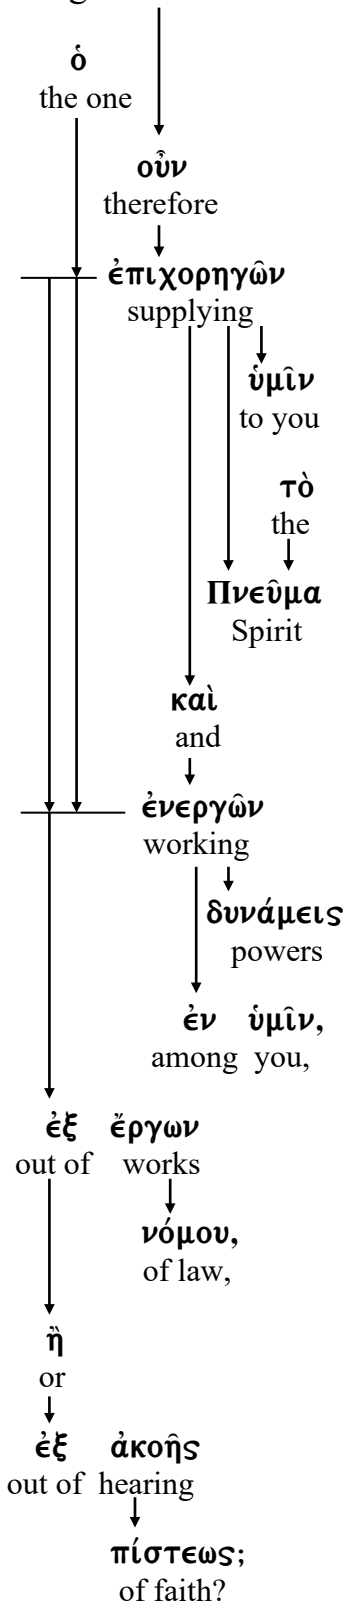 ὁ
the one
οὖν
therefore
ἐπιχορηγῶν
supplying
ὑμῖν
to you
τὸ
the
Πνεῦμα
Spirit
καὶ
and
ἐνεργῶν
working
δυνάμεις
powers
ἐν ὑμῖν,
among you,
ἐξ ἔργων
out of works
νόμου,
of law,
ἢ
or
ἐξ ἀκοῆς
out of hearing
πίστεως;
of faith?